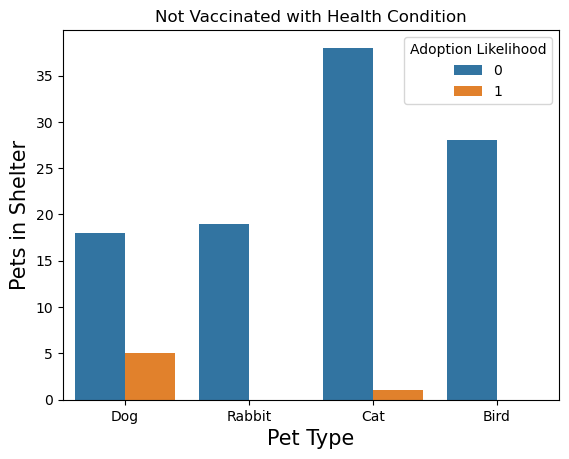 Not Vaccinated with Health Condition
Adoption Likelihood
0
1
Pets in Shelter
35
30
25
20
15
10
5
0
Dog Rabbit Cat Bird
Pet Type